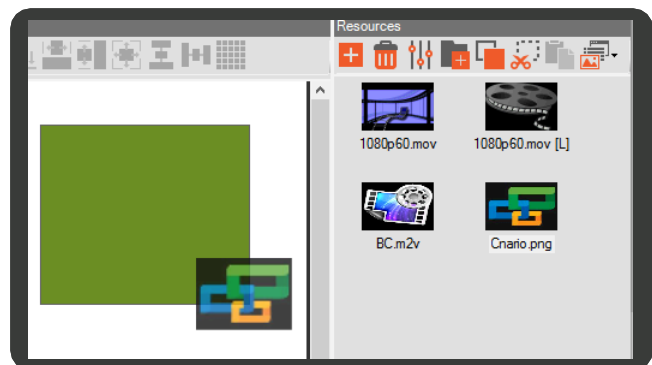 Resources
1080p60.mov
1080p60.mov [L]
BC.m2v
Cnario.png